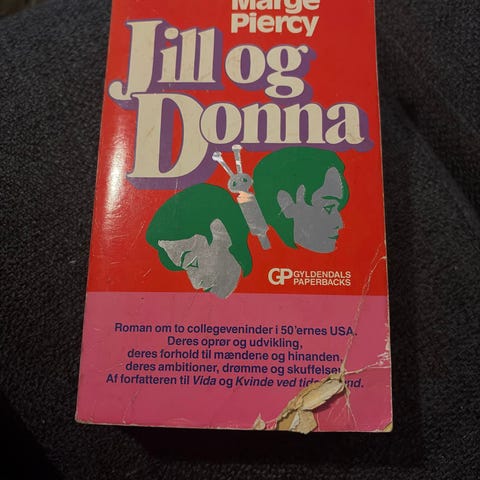 Marge
Piercy
Jill og
Donna
GP GYLDENDALS
PAPERBACKS
Roman om to collegeveninder i 50'ernes USA.
Deres oprør og udvikling,
deres forhold til mændene og hinanden,
deres ambitioner, drømme og skuffelser
Af forfatteren til Vida og Kvinde ved